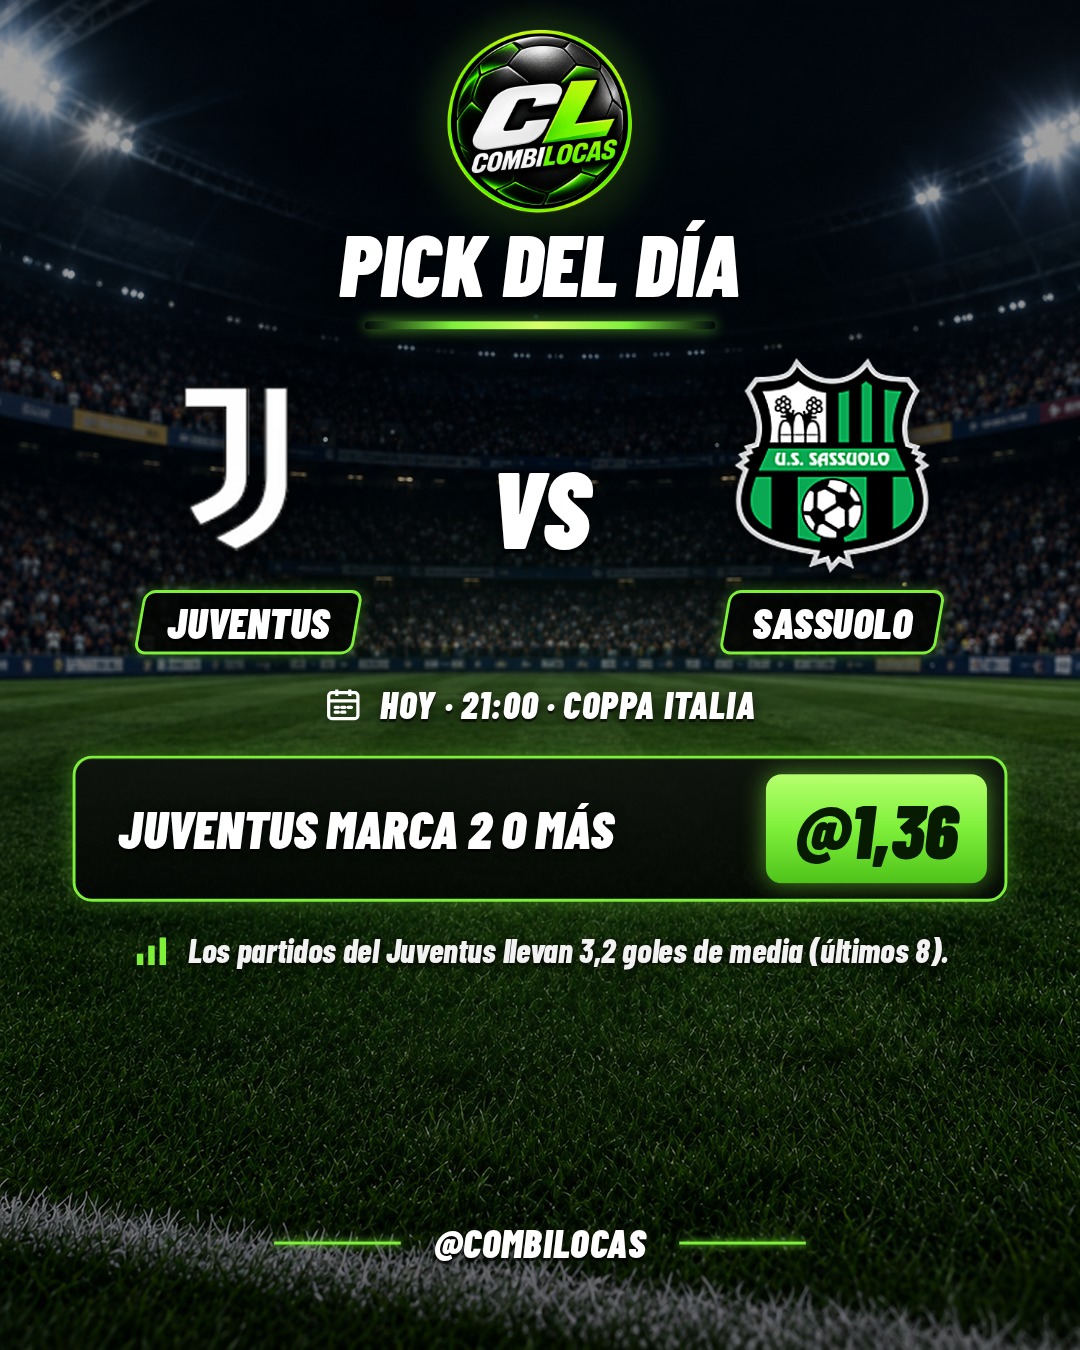 CL
COMBILOCAS
PICK DEL DÍA
VS
U.S. SASSUOLO
JUVENTUS
SASSUOLO
HOY · 21:00 · COPPA ITALIA
JUVENTUS MARCA 2 O MÁS
@1,36
Los partidos del Juventus llevan 3,2 goles de media (últimos 8).
@COMBILOCAS